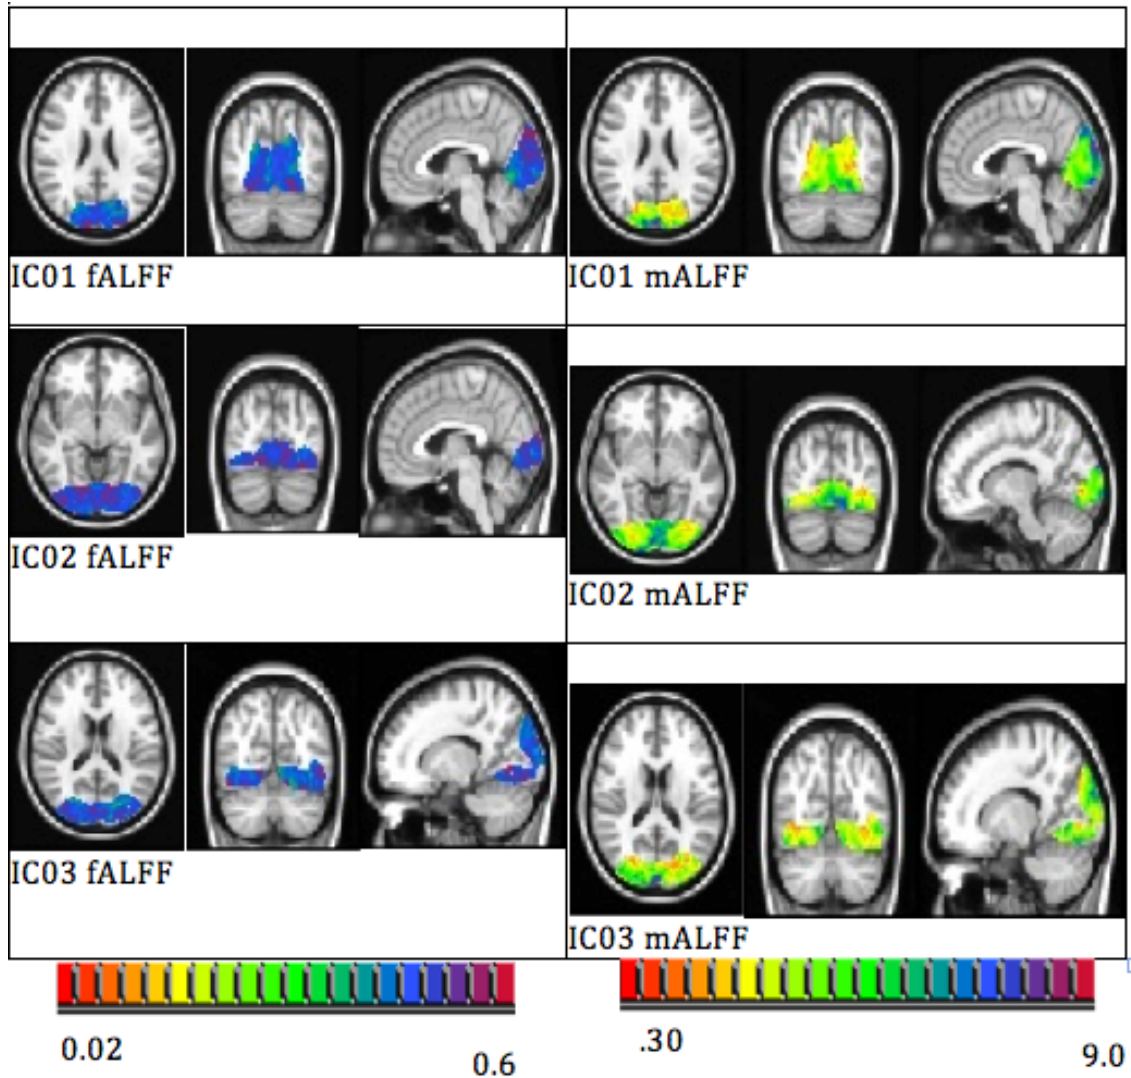 IC01 fALFF
IC01 mALFF
IC02 fALFF
IC02 mALFF
IC03 fALFF
IC03 mALFF
0.02
0.6
.30
9.0